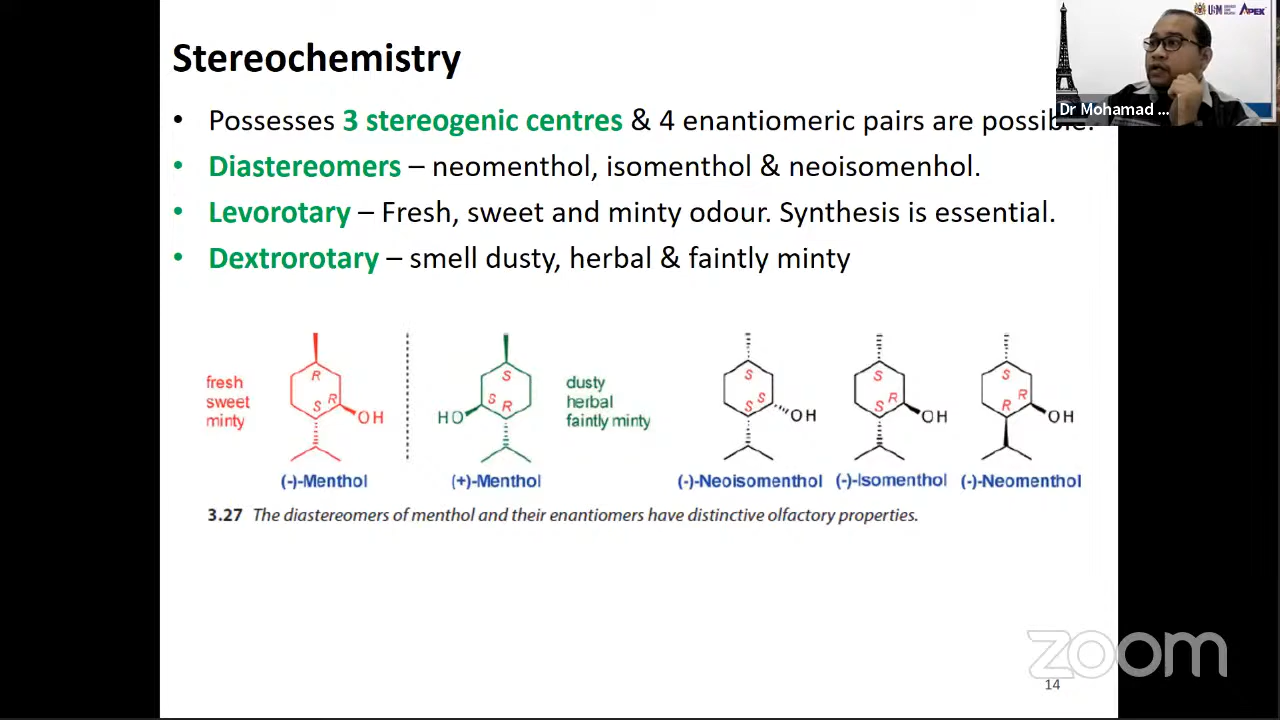 Stereochemistry
• Possesses 3 stereogenic centres & 4 enantiomeric pairs are possible.
• Diastereomers – neomenthol, isomenthol & neoisomenhol.
• Levorotary – Fresh, sweet and minty odour. Synthesis is essential.
• Dextrorotary – smell dusty, herbal & faintly minty
USM APEX
Dr Mohamad ...
fresh
sweet
minty
R
S R
OH
(-)-Menthol
S
S R
HO
dusty
herbal
faintly minty
(+)-Menthol
S
S S
OH
(-)-Neoisomenthol
S
S R
OH
(-)-Isomenthol
S
R R
OH
(-)-Neomenthol
3.27 The diastereomers of menthol and their enantiomers have distinctive olfactory properties.
zoom
14